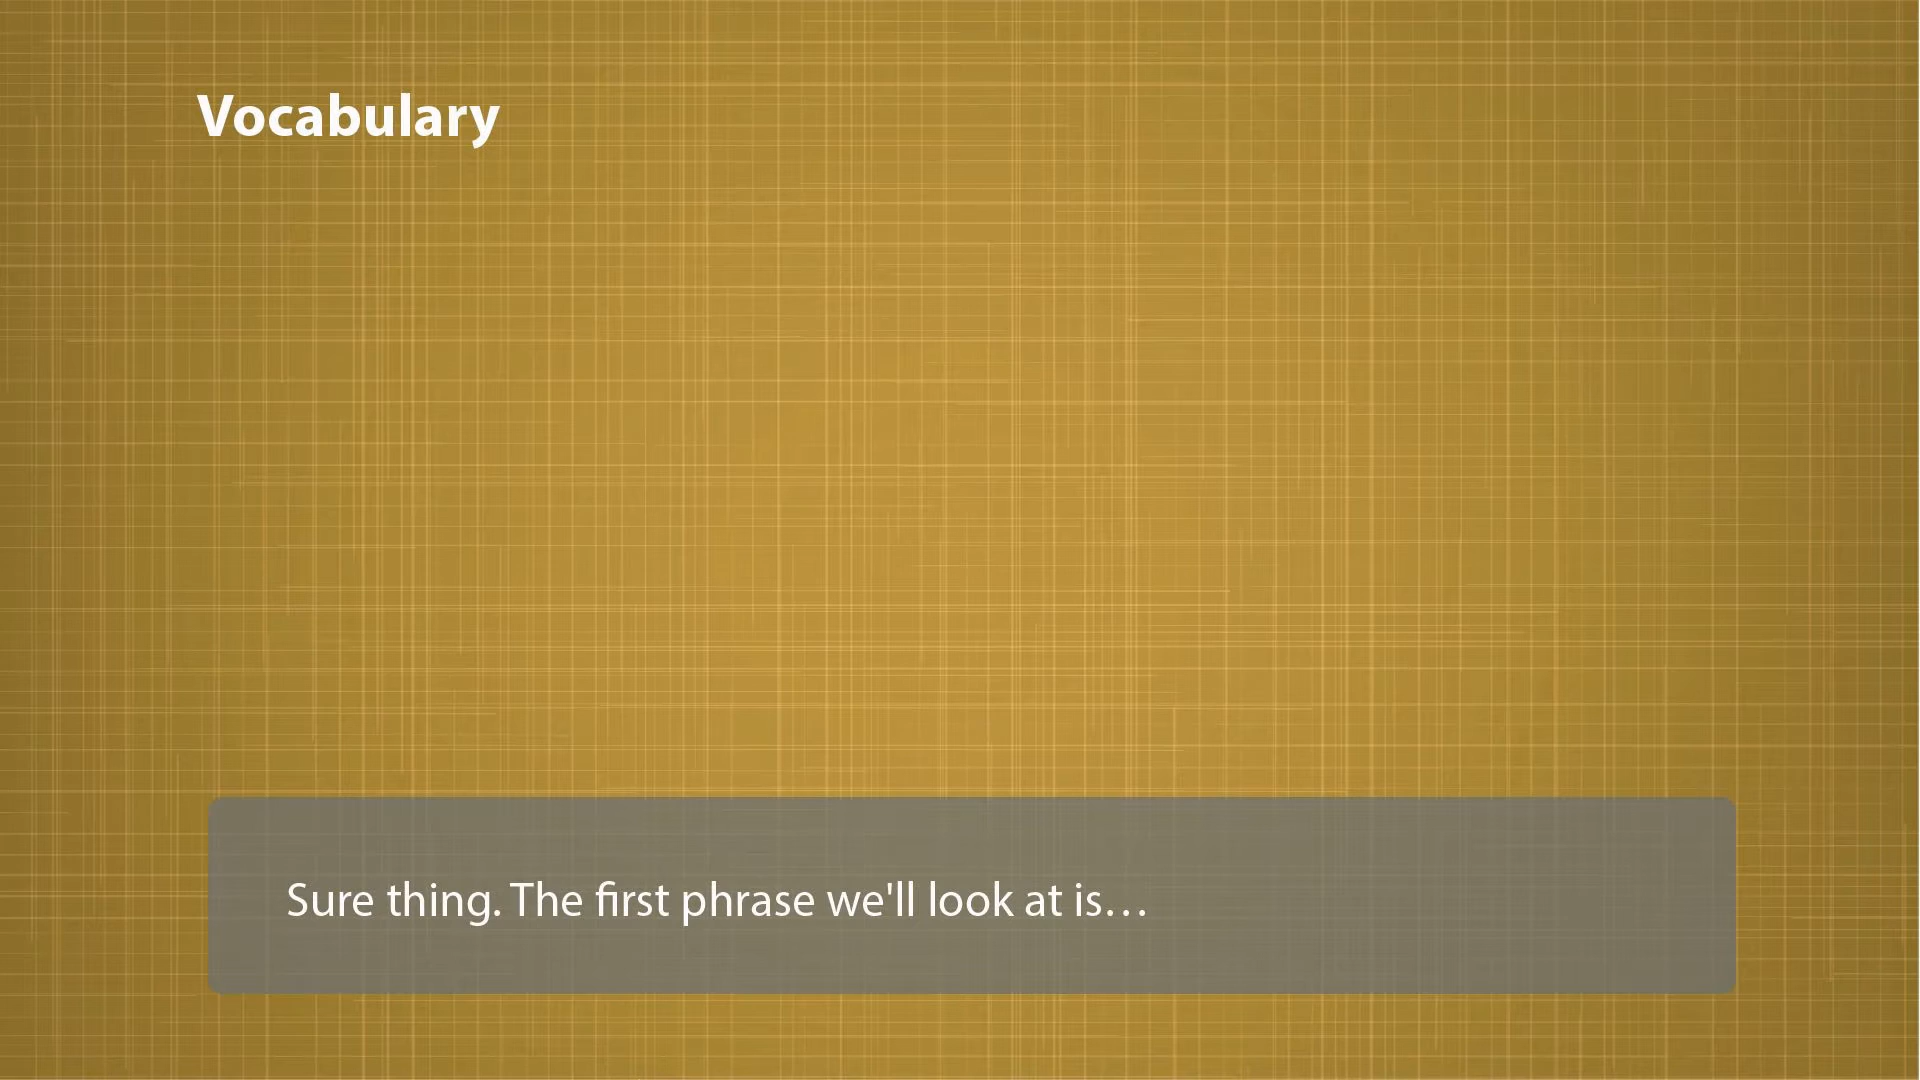 Vocabulary
Sure thing. The first phrase we'll look at is…